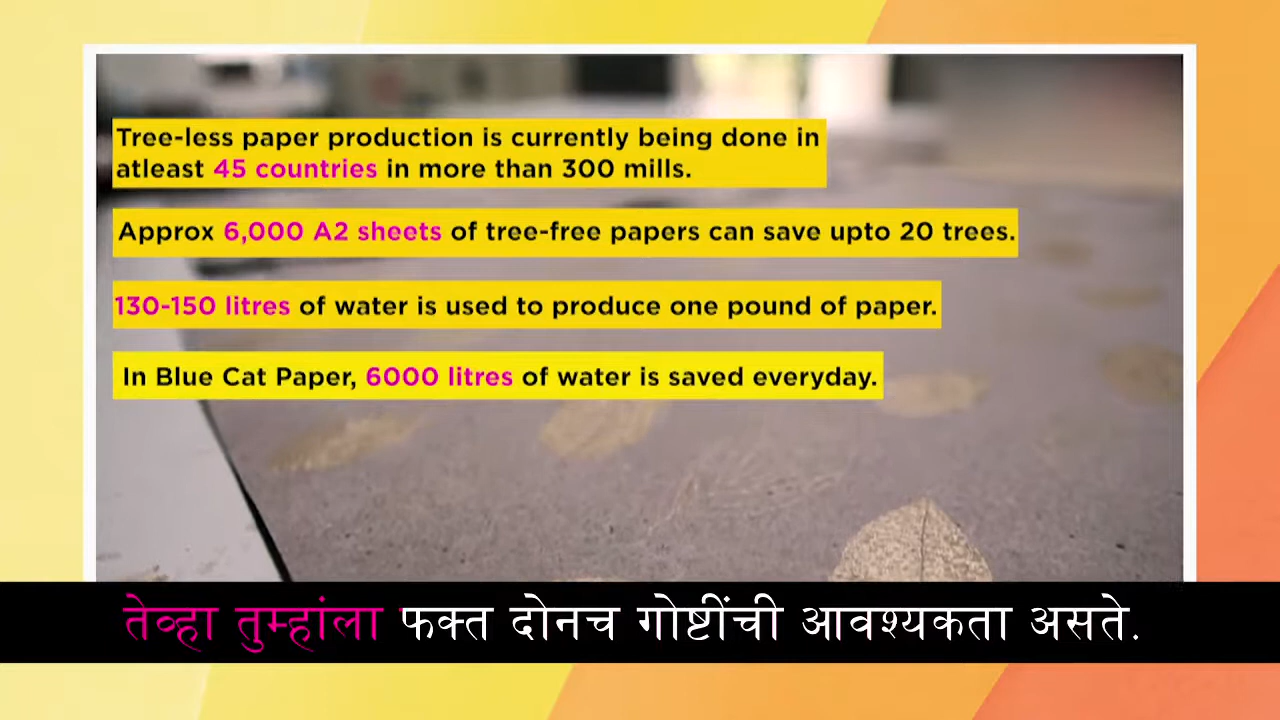 Tree-less paper production is currently being done in
atleast 45 countries in more than 300 mills.
Approx 6,000 A2 sheets of tree-free papers can save upto 20 trees.
130-150 litres of water is used to produce one pound of paper.
In Blue Cat Paper, 6000 litres of water is saved everyday.
तेव्हा तुम्हांला फक्त दोनच गोष्टींची आवश्यकता असते.